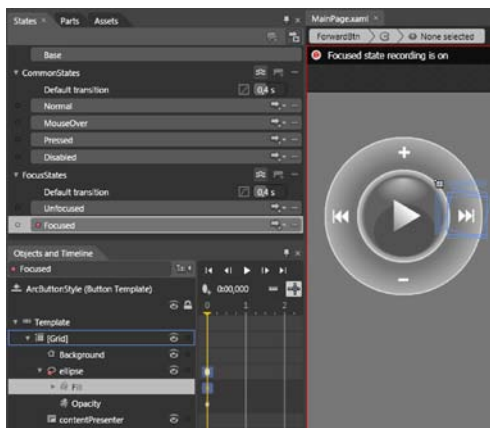 States × Parts Assets
Base
CommonStates
Default transition 0,4 s
Normal
MouseOver
Pressed
Disabled
FocusStates
Default transition 0,4 s
Unfocused
Focused
Objects and Timeline
Focused
ArcButtonStyle (Button Template) 0:00,000
0 1 2
Template
[Grid]
Background
ellipse
Fill
Opacity
contentPresenter
MainPage.xaml ×
ForwardBtn None selected
Focused state recording is on